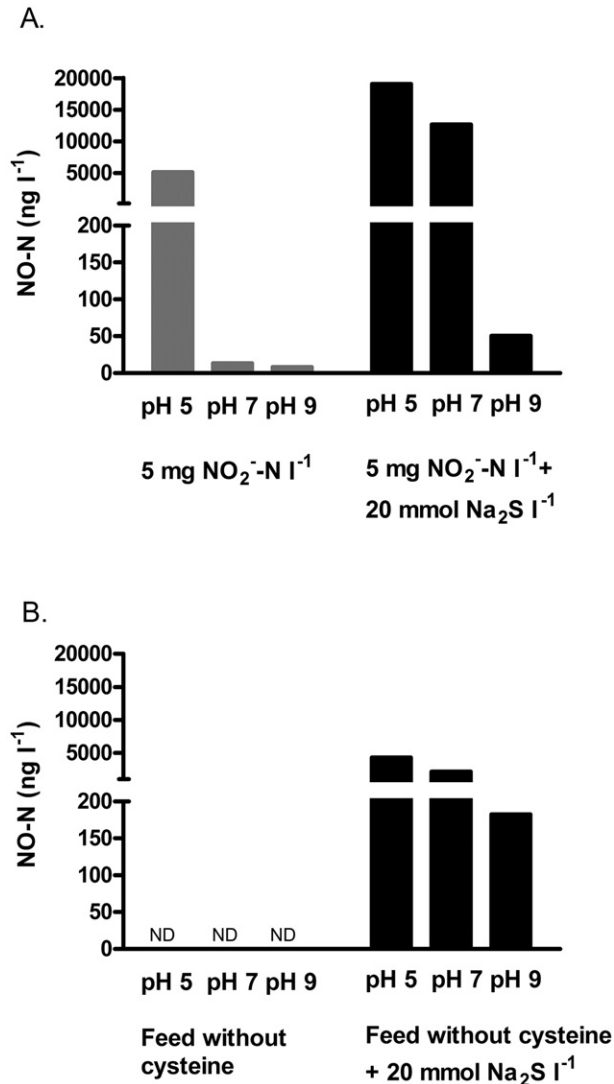 A.
20000
15000
10000
5000
200
150
100
50
0
NO-N (ng l⁻¹)
pH 5 pH 7 pH 9 pH 5 pH 7 pH 9
5 mg NO₂⁻-N l⁻¹
5 mg NO₂⁻-N l⁻¹+
20 mmol Na₂S l⁻¹
B.
20000
15000
10000
5000
200
150
100
50
0
NO-N (ng l⁻¹)
ND ND ND
pH 5 pH 7 pH 9 pH 5 pH 7 pH 9
Feed without
cysteine
Feed without cysteine
+ 20 mmol Na₂S l⁻¹